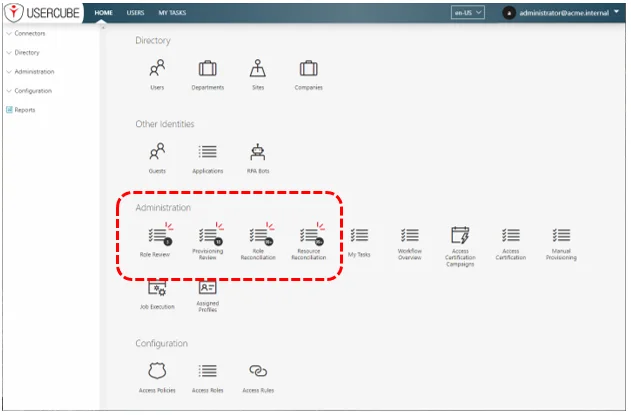 USERCUBE HOME USERS MY TASKS en-US a administrator@acme.internal
Connectors
Directory
Administration
Configuration
Reports
Directory
Users Departments Sites Companies
Other Identities
Guests Applications RPA Bots
Administration
Role Review Provisioning Review Role Reconciliation Resource Reconciliation My Tasks Workflow Overview Access Certification Campaigns Access Certification Manual Provisioning
Job Execution Assigned Profiles
Configuration
Access Policies Access Roles Access Rules